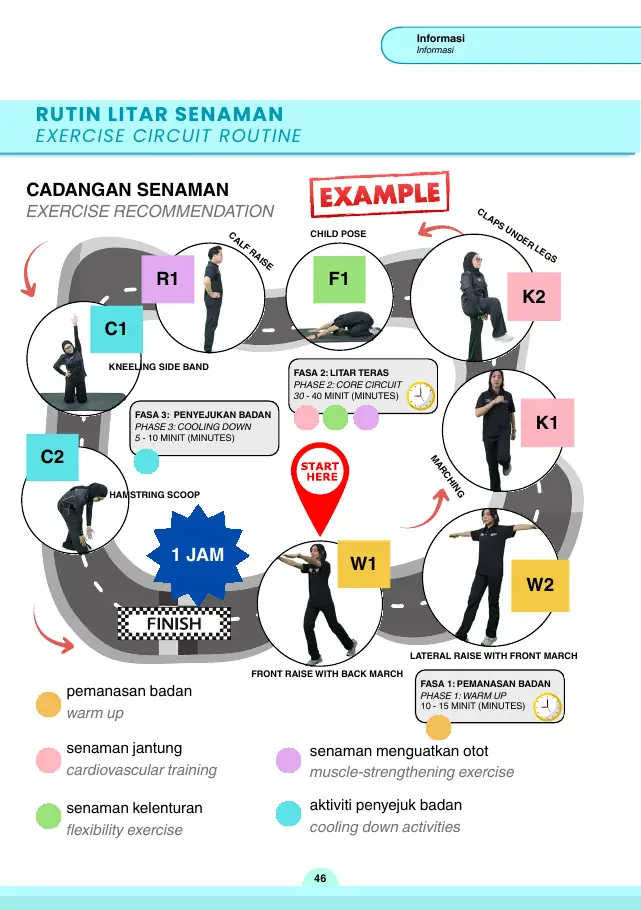 Informasi
Informasi
RUTIN LITAR SENAMAN
EXERCISE CIRCUIT ROUTINE
CADANGAN SENAMAN
EXERCISE RECOMMENDATION
EXAMPLE
CALF RAISE
CHILD POSE
CLAPS UNDER LEGS
R1
F1
K2
C1
KNEELING SIDE BAND
FASA 2: LITAR TERAS
PHASE 2: CORE CIRCUIT
30 - 40 MINIT (MINUTES)
FASA 3: PENYEJUKAN BADAN
PHASE 3: COOLING DOWN
5 - 10 MINIT (MINUTES)
K1
MARCHING
C2
HAMSTRING SCOOP
START
HERE
1 JAM
W1
W2
FINISH
LATERAL RAISE WITH FRONT MARCH
FRONT RAISE WITH BACK MARCH
FASA 1: PEMANASAN BADAN
PHASE 1: WARM UP
10 - 15 MINIT (MINUTES)
pemanasan badan
warm up
senaman jantung
cardiovascular training
senaman kelenturan
flexibility exercise
senaman menguatkan otot
muscle-strengthening exercise
aktiviti penyejuk badan
cooling down activities
46